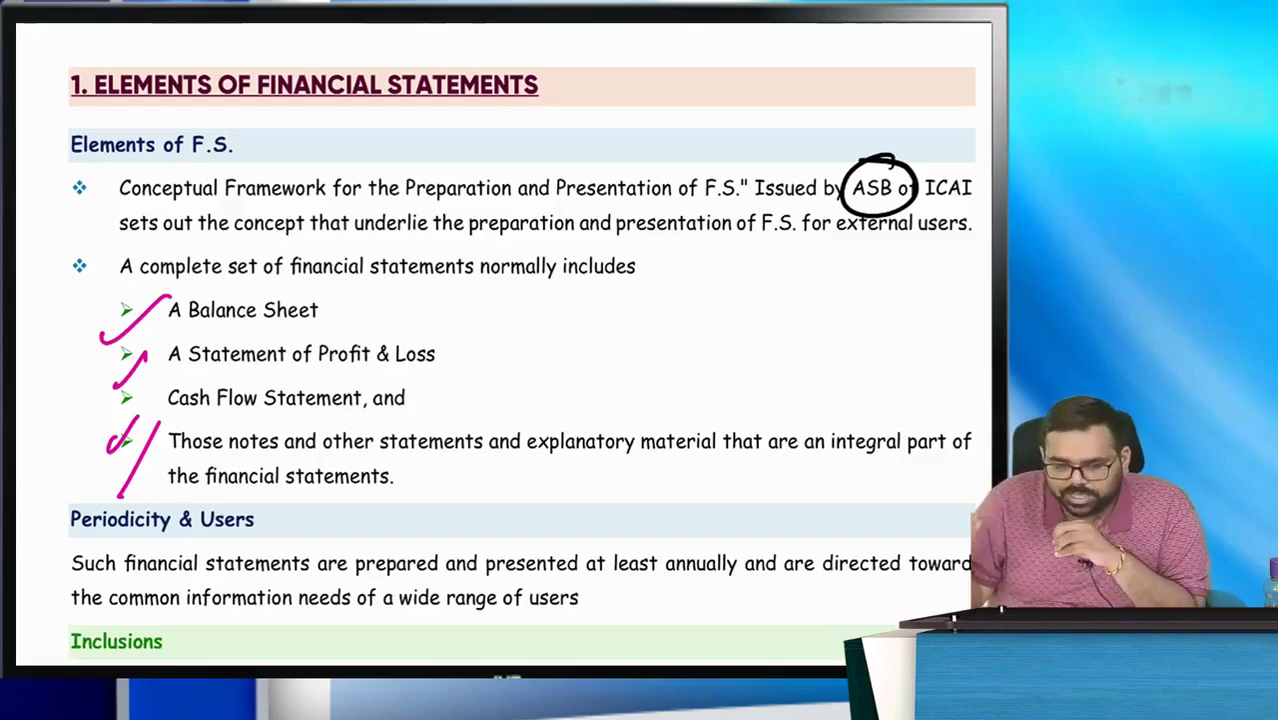 1. ELEMENTS OF FINANCIAL STATEMENTS
Elements of F.S.
Conceptual Framework for the Preparation and Presentation of F.S." Issued by ASB of ICAI
sets out the concept that underlie the preparation and presentation of F.S. for external users.
A complete set of financial statements normally includes
A Balance Sheet
A Statement of Profit & Loss
Cash Flow Statement, and
Those notes and other statements and explanatory material that are an integral part of
the financial statements.
Periodicity & Users
Such financial statements are prepared and presented at least annually and are directed toward
the common information needs of a wide range of users
Inclusions